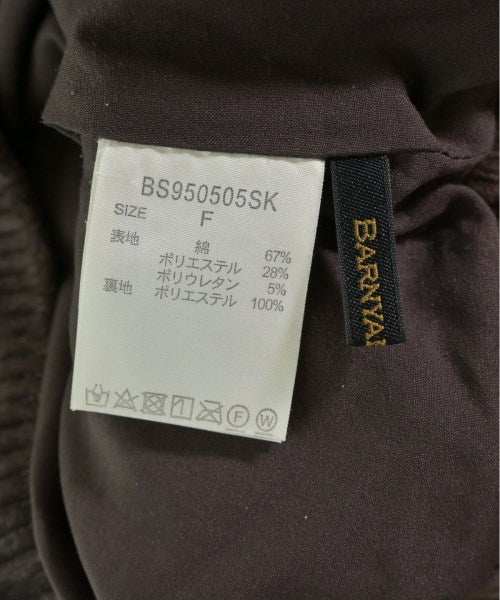 BS950505SK
SIZE F
表地 綿 67%
ポリエステル 28%
ポリウレタン 5%
裏地 ポリエステル 100%
F W
BARNYA